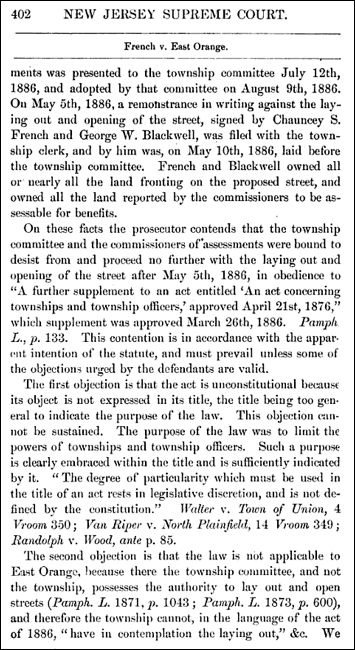 402 NEW JERSEY SUPREME COURT.
French v. East Orange.
ments was presented to the township committee July 12th,
1886, and adopted by that committee on August 9th, 1886.
On May 5th, 1886, a remonstrance in writing against the lay-
ing out and opening of the street, signed by Chauncey S.
French and George W. Blackwell, was filed with the town-
ship clerk, and by him was, on May 10th, 1886, laid before
the township committee. French and Blackwell owned all
or nearly all the land fronting on the proposed street, and
owned all the land reported by the commissioners to be as-
sessable for benefits.
On these facts the prosecutor contends that the township
committee and the commissioners of assessments were bound to
desist from and proceed no further with the laying out and
opening of the street after May 5th, 1886, in obedience to
"A further supplement to an act entitled 'An act concerning
townships and township officers,' approved April 21st, 1876,"
which supplement was approved March 26th, 1886. Pamph
L., p. 133. This contention is in accordance with the appar-
ent intention of the statute, and must prevail unless some of
the objections urged by the defendants are valid.
The first objection is that the act is unconstitutional because
its object is not expressed in its title, the title being too gen-
eral to indicate the purpose of the law. This objection can-
not be sustained. The purpose of the law was to limit the
powers of townships and township officers. Such a purpose
is clearly embraced within the title and is sufficiently indicated
by it. "The degree of particularity which must be used in
the title of an act rests in legislative discretion, and is not de-
fined by the constitution." Walter v. Town of Union, 4
Vroom 350; Van Riper v. North Plainfield, 14 Vroom 349;
Randolph v. Wood, ante p. 85.
The second objection is that the law is not applicable to
East Orange, because there the township committee, and not
the township, possesses the authority to lay out and open
streets (Pamph. L. 1871, p. 1043; Pamph. L. 1873, p. 600),
and therefore the township cannot, in the language of the act
of 1886, "have in contemplation the laying out," &c. We